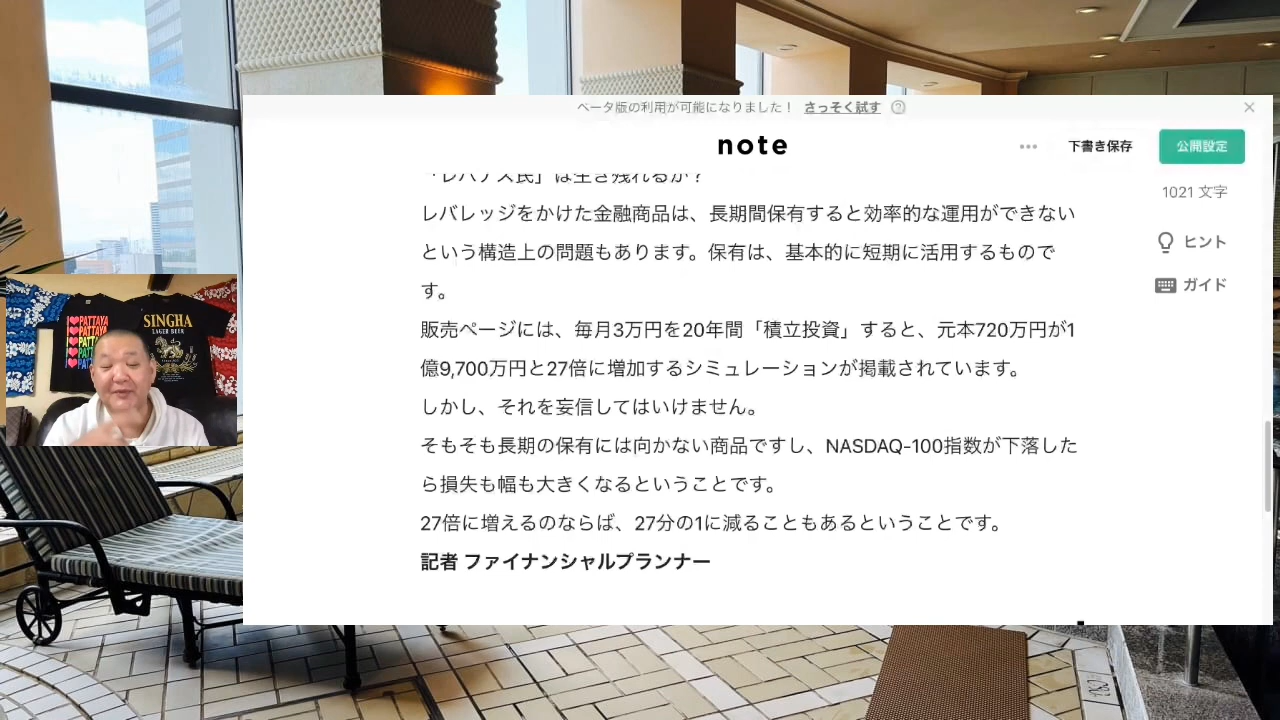 ベータ版の利用が可能になりました！ さっそく試す
note
下書き保存
公開設定
1021 文字
ヒント
ガイド
「レバナス民」は生き残れるか？
レバレッジをかけた金融商品は、長期間保有すると効率的な運用ができない
という構造上の問題もあります。保有は、基本的に短期に活用するもので
す。
販売ページには、毎月3万円を20年間「積立投資」すると、元本720万円が1
億9,700万円と27倍に増加するシミュレーションが掲載されています。
しかし、それを妄信してはいけません。
そもそも長期の保有には向かない商品ですし、NASDAQ-100指数が下落した
ら損失も幅も大きくなるということです。
27倍に増えるのならば、27分の1に減ることもあるということです。
記者 ファイナンシャルプランナー
I♥PATTAYA
I♥PATTAYA
I♥PATTAYA
I♥PATTAYA
SINGHA
LAGER BEER